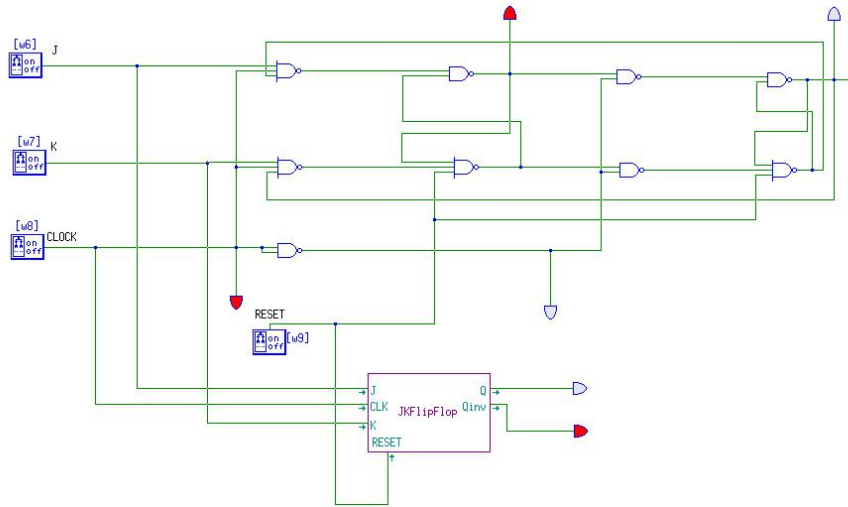 [w6]
J
on
off
[w7]
K
on
off
[w8]
CLOCK
on
off
RESET
on
off
[w9]
J
Q
CLK
Qinv
JKFlipFlop
K
RESET